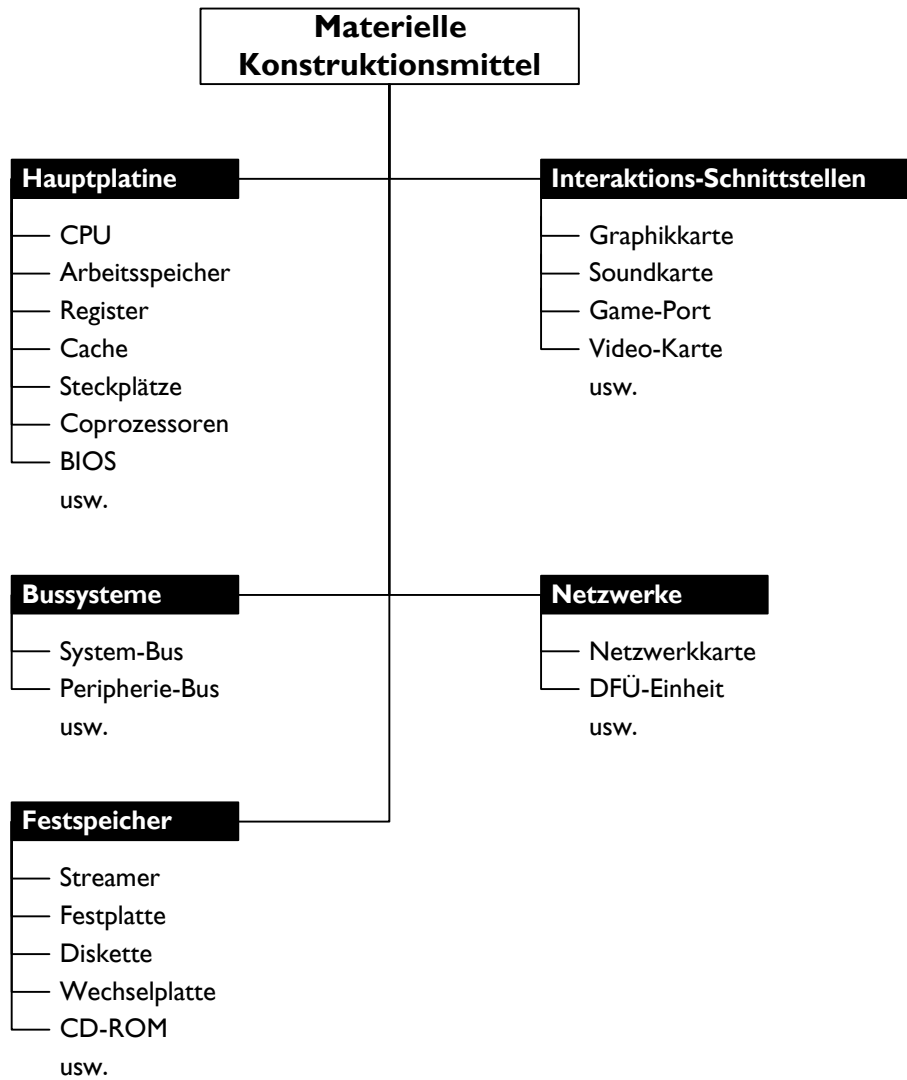 Materielle
Konstruktionsmittel
Hauptplatine
CPU
Arbeitsspeicher
Register
Cache
Steckplätze
Coprozessoren
BIOS
usw.
Interaktions-Schnittstellen
Graphikkarte
Soundkarte
Game-Port
Video-Karte
usw.
Bussysteme
System-Bus
Peripherie-Bus
usw.
Netzwerke
Netzwerkkarte
DFÜ-Einheit
usw.
Festspeicher
Streamer
Festplatte
Diskette
Wechselplatte
CD-ROM
usw.